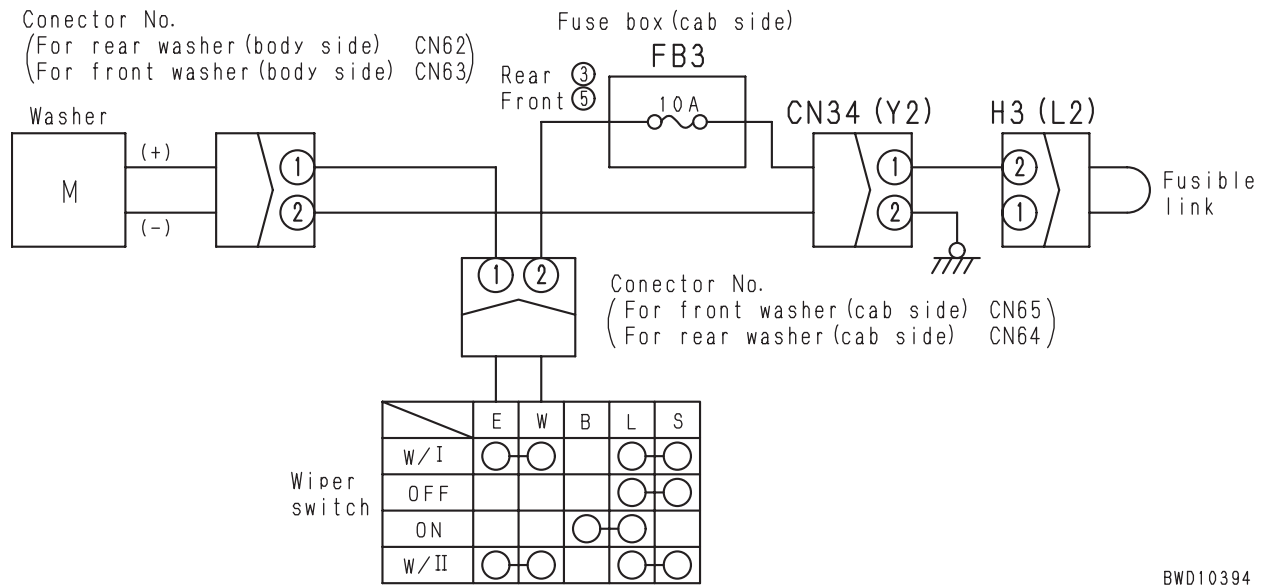 Conector No.
(For rear washer (body side) CN62)
(For front washer (body side) CN63)
Fuse box (cab side)
FB3
Rear ③
Front ⑤
10A
CN34 (Y2)
H3 (L2)
Washer
M
(+)
(-)
1
2
1
2
2
1
Fusible
link
1 2
Conector No.
(For front washer (cab side) CN65)
(For rear washer (cab side) CN64)
E W B L S
W/I
OFF
ON
W/II
Wiper
switch
BWD10394